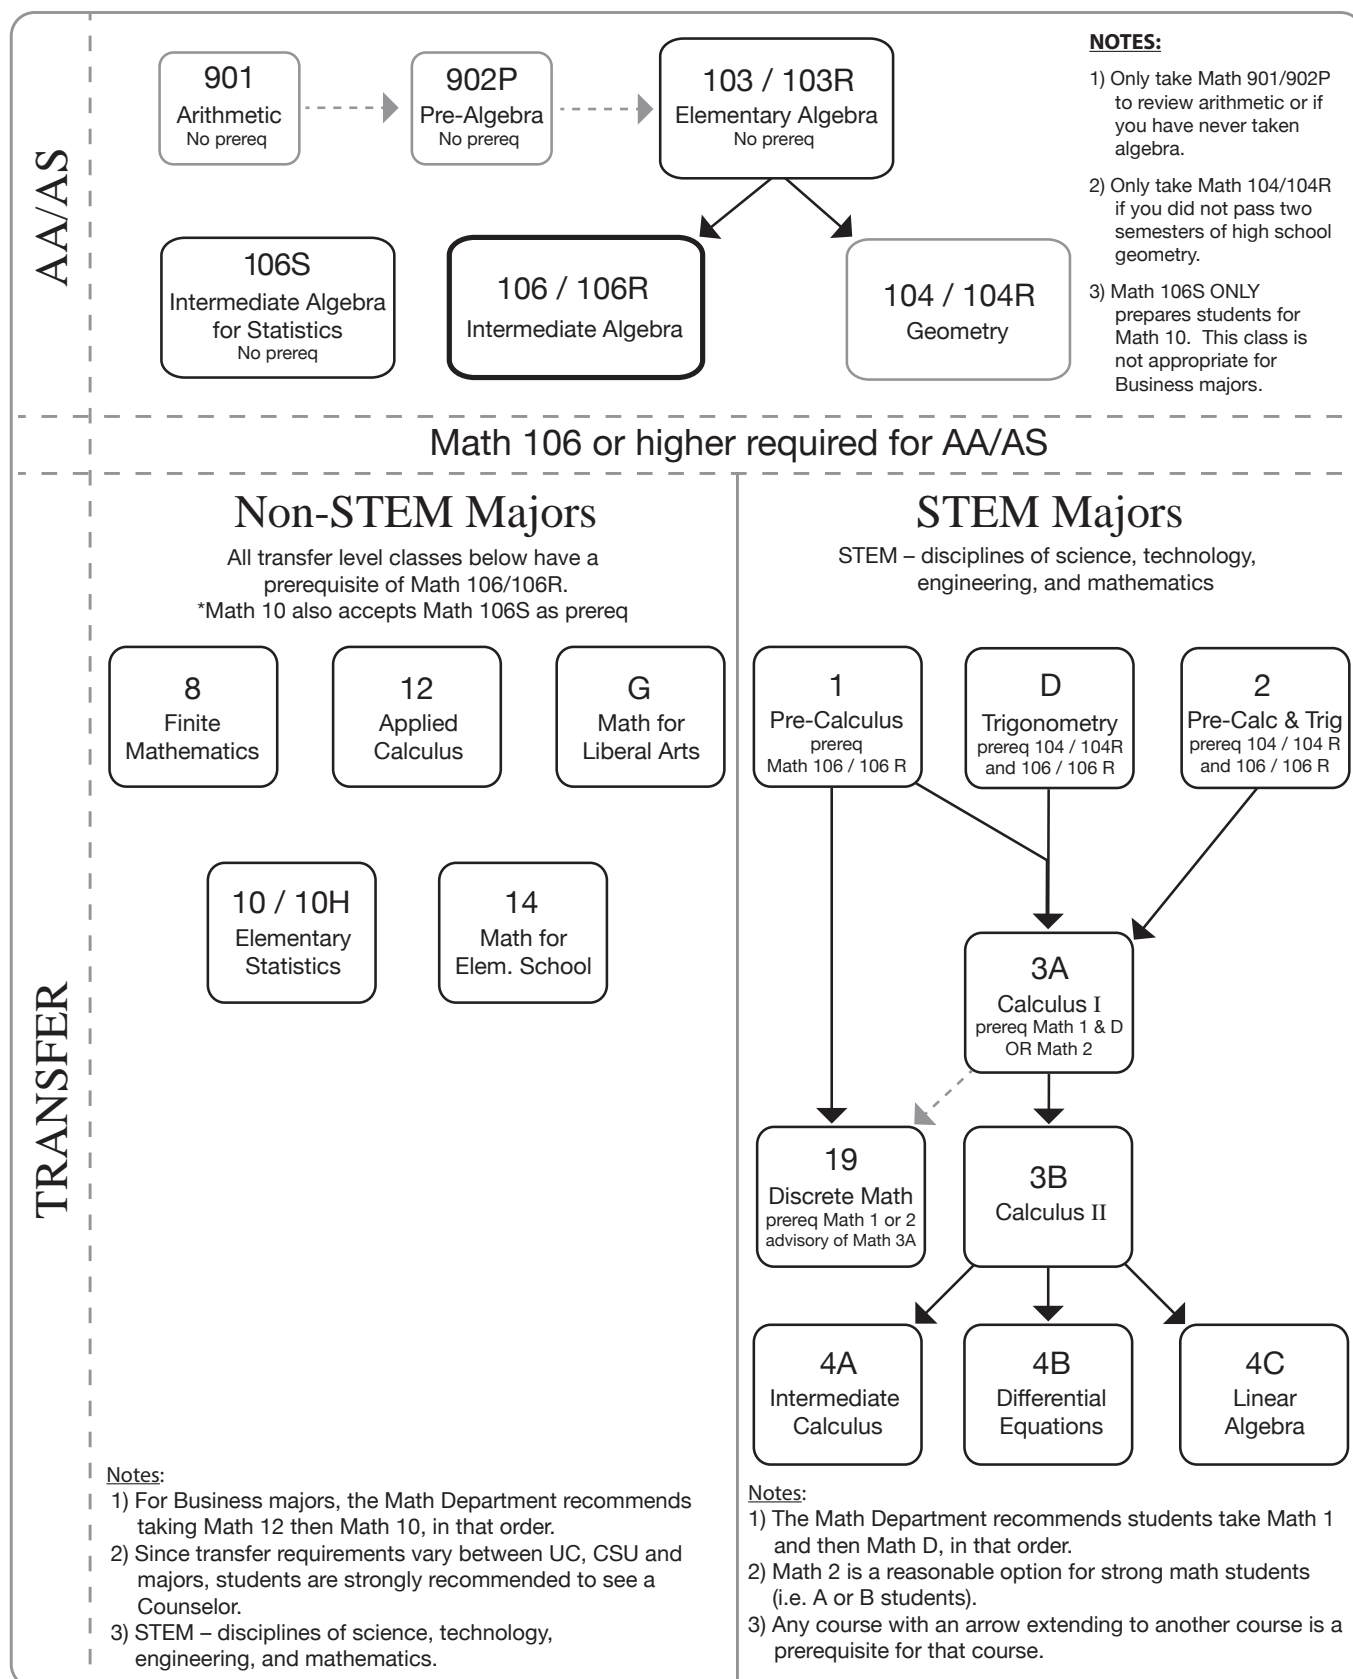 AA/AS
901
Arithmetic
No prereq
902P
Pre-Algebra
No prereq
103 / 103R
Elementary Algebra
No prereq
106S
Intermediate Algebra
for Statistics
No prereq
106 / 106R
Intermediate Algebra
104 / 104R
Geometry
NOTES:
1) Only take Math 901/902P
to review arithmetic or if
you have never taken
algebra.
2) Only take Math 104/104R
if you did not pass two
semesters of high school
geometry.
3) Math 106S ONLY
prepares students for
Math 10. This class is
not appropriate for
Business majors.
Math 106 or higher required for AA/AS
TRANSFER
Non-STEM Majors
All transfer level classes below have a
prerequisite of Math 106/106R.
*Math 10 also accepts Math 106S as prereq
8
Finite
Mathematics
12
Applied
Calculus
G
Math for
Liberal Arts
10 / 10H
Elementary
Statistics
14
Math for
Elem. School
Notes:
1) For Business majors, the Math Department recommends
taking Math 12 then Math 10, in that order.
2) Since transfer requirements vary between UC, CSU and
majors, students are strongly recommended to see a
Counselor.
3) STEM – disciplines of science, technology,
engineering, and mathematics.
STEM Majors
STEM – disciplines of science, technology,
engineering, and mathematics
1
Pre-Calculus
prereq
Math 106 / 106 R
D
Trigonometry
prereq 104 / 104R
and 106 / 106 R
2
Pre-Calc & Trig
prereq 104 / 104 R
and 106 / 106 R
3A
Calculus I
prereq Math 1 & D
OR Math 2
19
Discrete Math
prereq Math 1 or 2
advisory of Math 3A
3B
Calculus II
4A
Intermediate
Calculus
4B
Differential
Equations
4C
Linear
Algebra
Notes:
1) The Math Department recommends students take Math 1
and then Math D, in that order.
2) Math 2 is a reasonable option for strong math students
(i.e. A or B students).
3) Any course with an arrow extending to another course is a
prerequisite for that course.